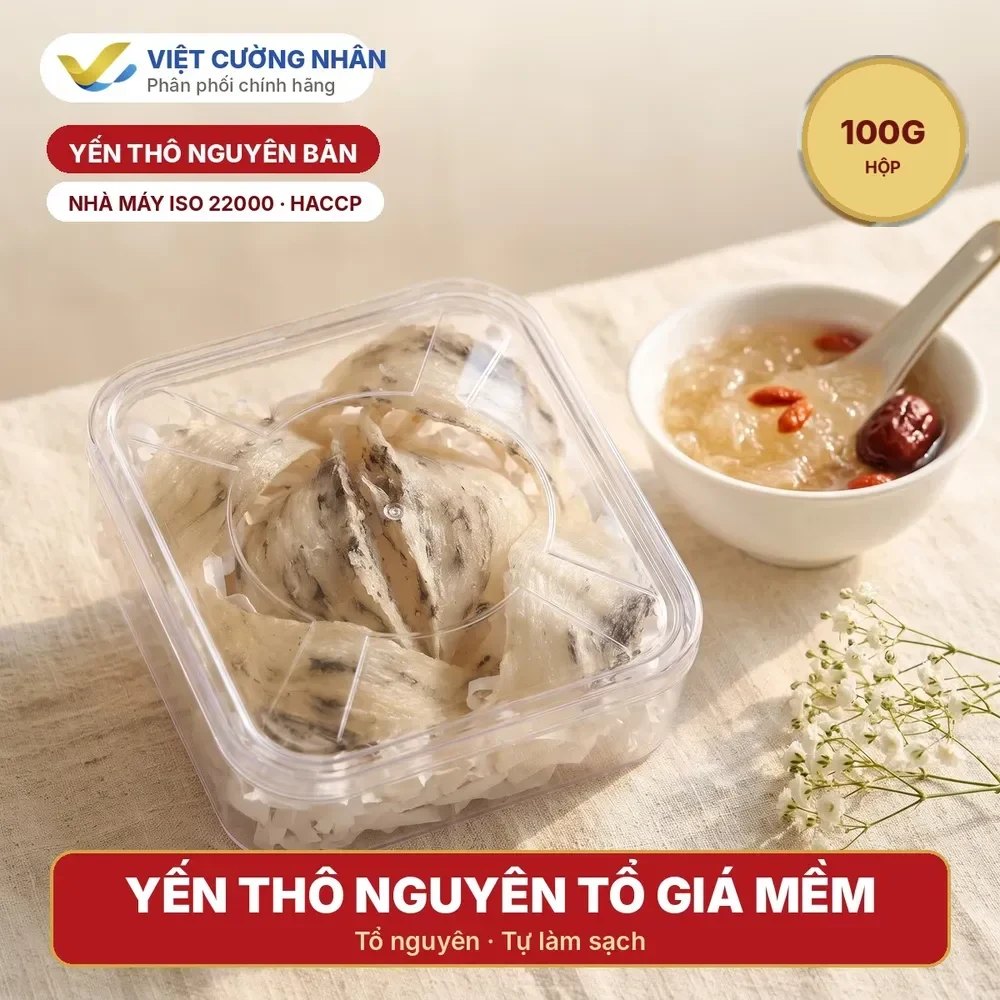 VIỆT CƯỜNG NHÂN
Phân phối chính hãng
YẾN THÔ NGUYÊN BẢN
NHÀ MÁY ISO 22000 · HACCP
100G
HỘP
YẾN THÔ NGUYÊN TỔ GIÁ MỀM
Tổ nguyên · Tự làm sạch